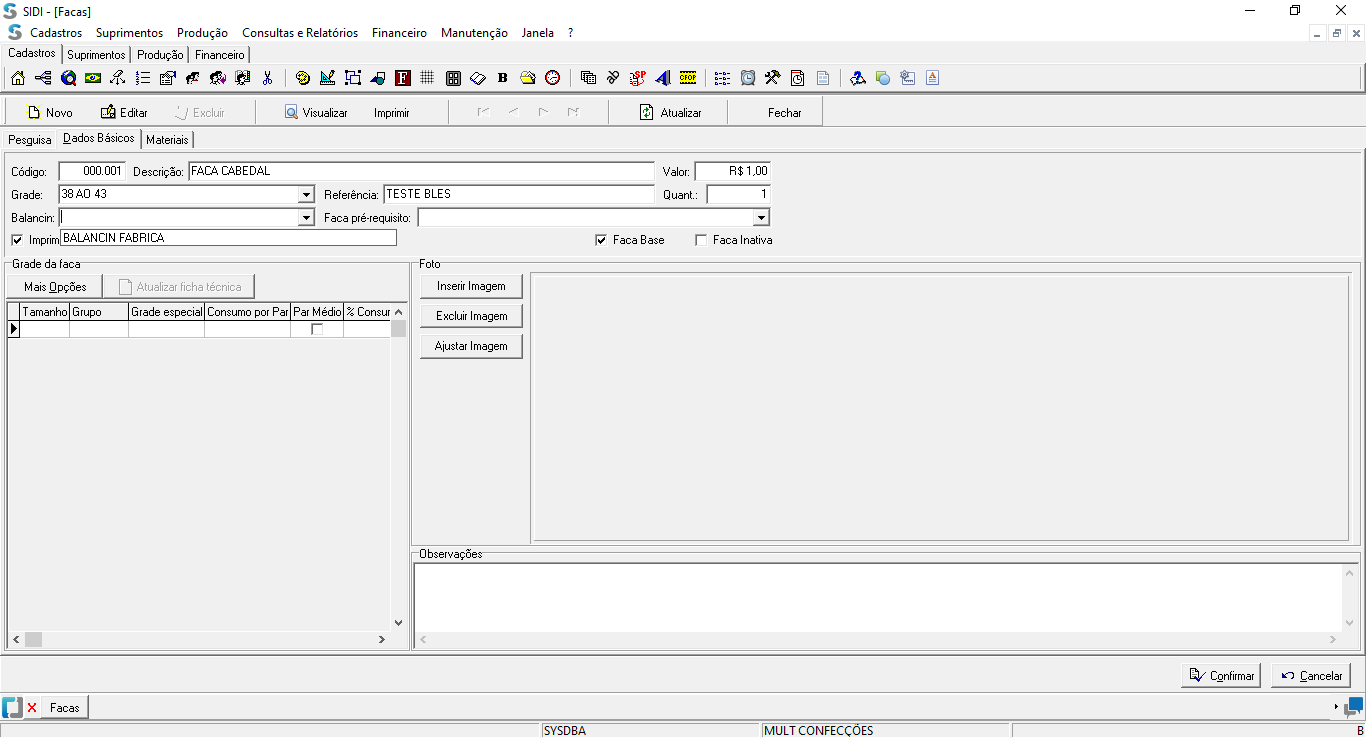 SIDI - [Facas]
Cadastros Suprimentos Produção Consultas e Relatórios Financeiro Manutenção Janela ?
Cadastros Suprimentos Produção Financeiro
F B SP CFOP A
Novo Editar Excluir Visualizar Imprimir Atualizar Fechar
Pesquisa Dados Básicos Materiais
Código: 000.001 Descrição: FACA CABEDAL Valor: R$ 1,00
Grade: 38 AO 43 Referência: TESTE BLES Quant.: 1
Balancin: Faca pré-requisito:
Imprim BALANCIN FABRICA Faca Base Faca Inativa
Grade da faca Foto
Mais Opções Atualizar ficha técnica Inserir Imagem
Tamanho Grupo Grade especial Consumo por Par Par Médio % Consur
Excluir Imagem
Ajustar Imagem
Observações
Confirmar Cancelar
Facas
SYSDBA MULT CONFECÇÕES B